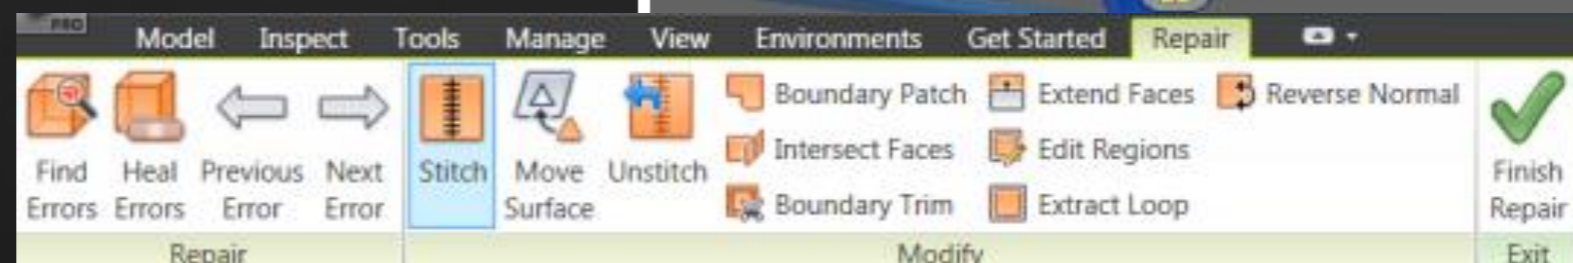 PRO
Model Inspect Tools Manage View Environments Get Started Repair
Find Errors
Heal Errors
Previous Error
Next Error
Stitch
Move Surface
Unstitch
Boundary Patch
Intersect Faces
Boundary Trim
Extend Faces
Edit Regions
Extract Loop
Reverse Normal
Finish Repair
Repair Modify Exit